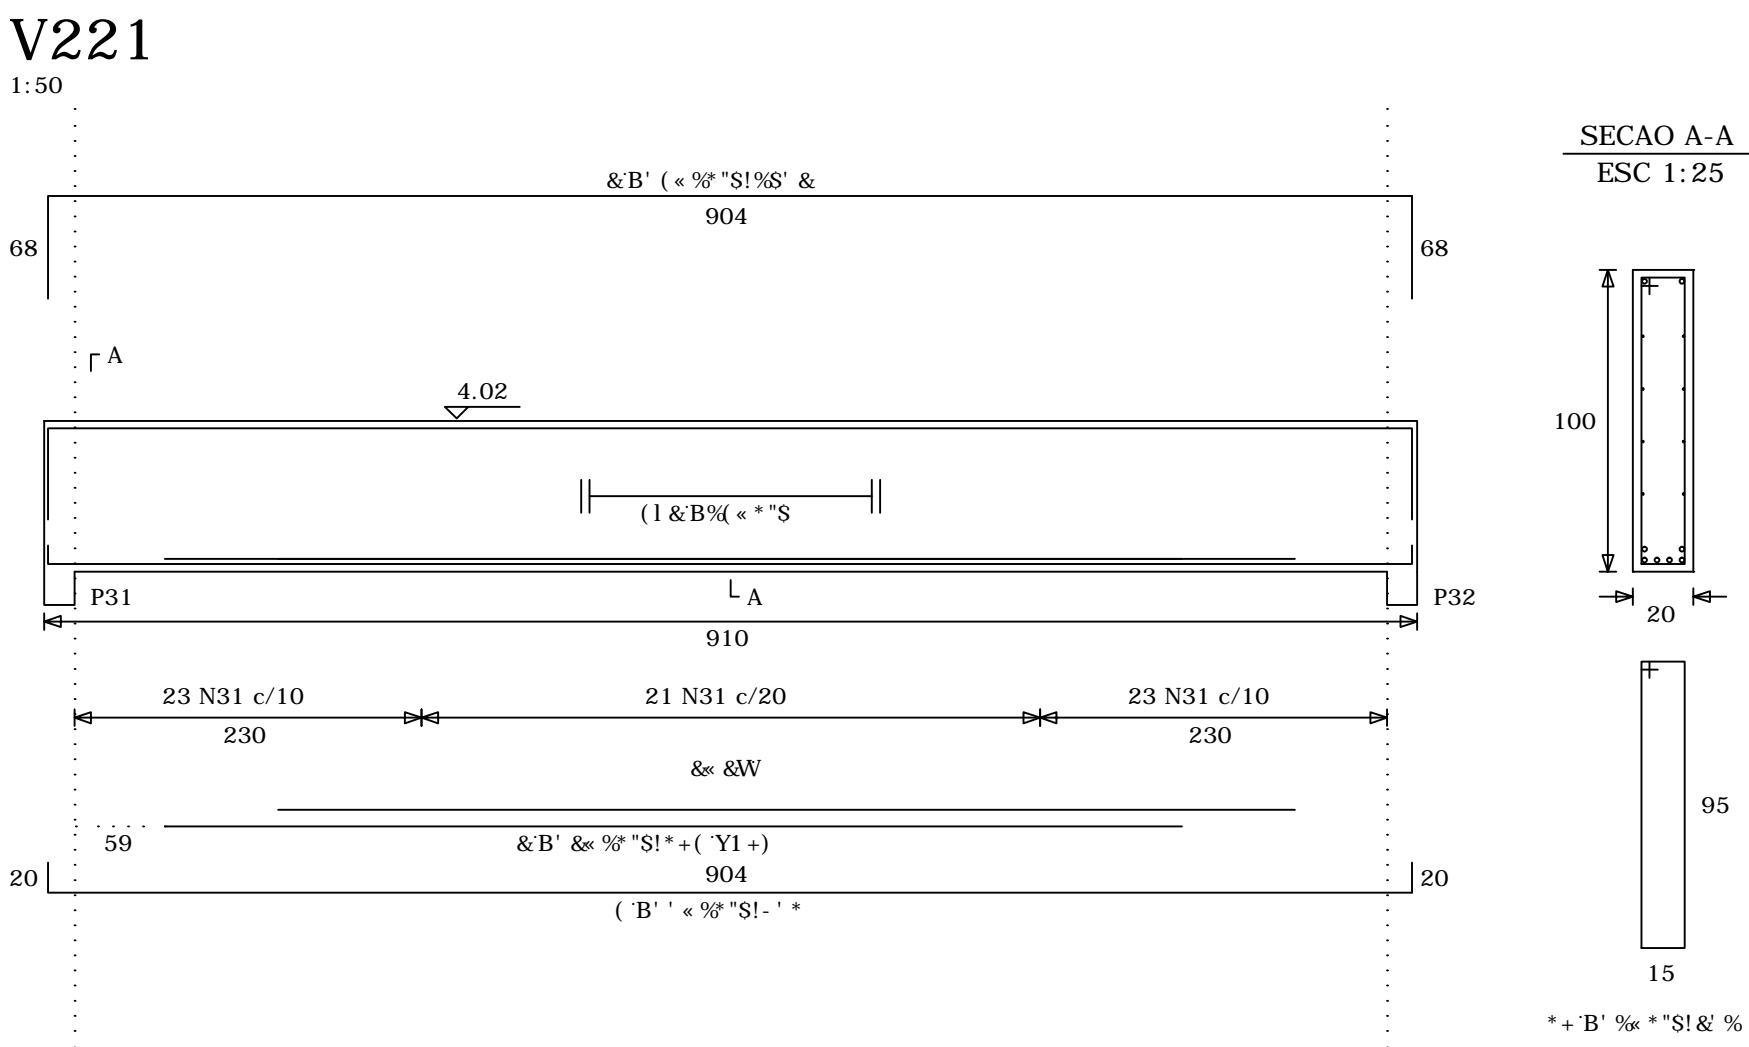 V221
1:50
SECAO A-A
ESC 1:25
&˙B' ( « %*"$!%$' &
904
68
68
A
4.02
100
( l &˙B%( « *"$
P31
A
P32
20
910
23 N31 c/10
21 N31 c/20
23 N31 c/10
230
230
&« &W
95
59
&˙B' &« %*"$!*+( ˙Y1+)
904
20
20
( ˙B' ' « %*"$!-' *
15
*+˙B' %« *"$!&' %